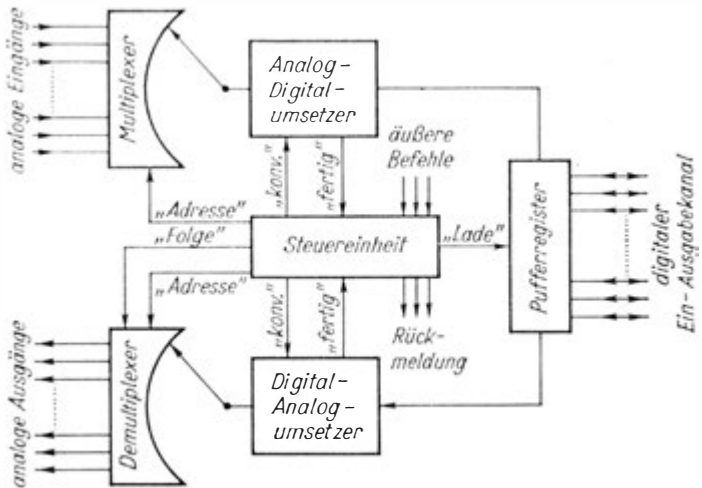 analoge Eingänge
Multiplexer
Analog-
Digital-
umsetzer
äußere
Befehle
„konv."
„fertig"
„Adresse"
„Folge"
„Adresse"
Steuereinheit
„Lade"
Pufferregister
digitaler
Ein-Ausgabekanal
„konv."
„fertig"
Rück-
meldung
analoge Ausgänge
Demultiplexer
Digital-
Analog-
umsetzer